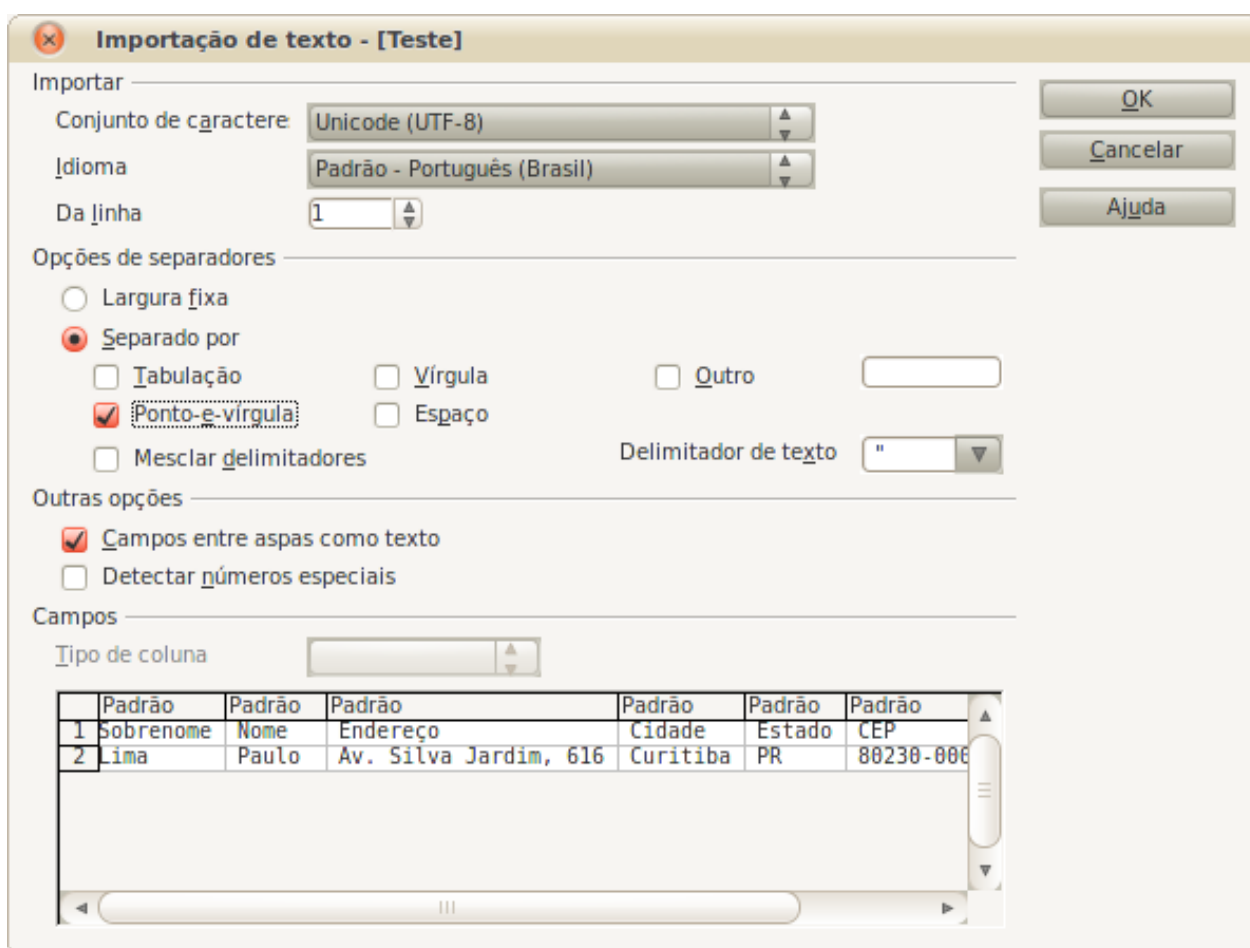 Importação de texto - [Teste]
Importar
OK
Conjunto de caractere
Unicode (UTF-8)
Cancelar
Idioma
Padrão - Português (Brasil)
Da linha
1
Ajuda
Opções de separadores
Largura fixa
Separado por
Tabulação Vírgula Outro
Ponto-e-vírgula Espaço
Mesclar delimitadores Delimitador de texto "
Outras opções
Campos entre aspas como texto
Detectar números especiais
Campos
Tipo de coluna
Padrão Padrão Padrão Padrão Padrão Padrão
1 Sobrenome Nome Endereço Cidade Estado CEP
2 Lima Paulo Av. Silva Jardim, 616 Curitiba PR 80230-000